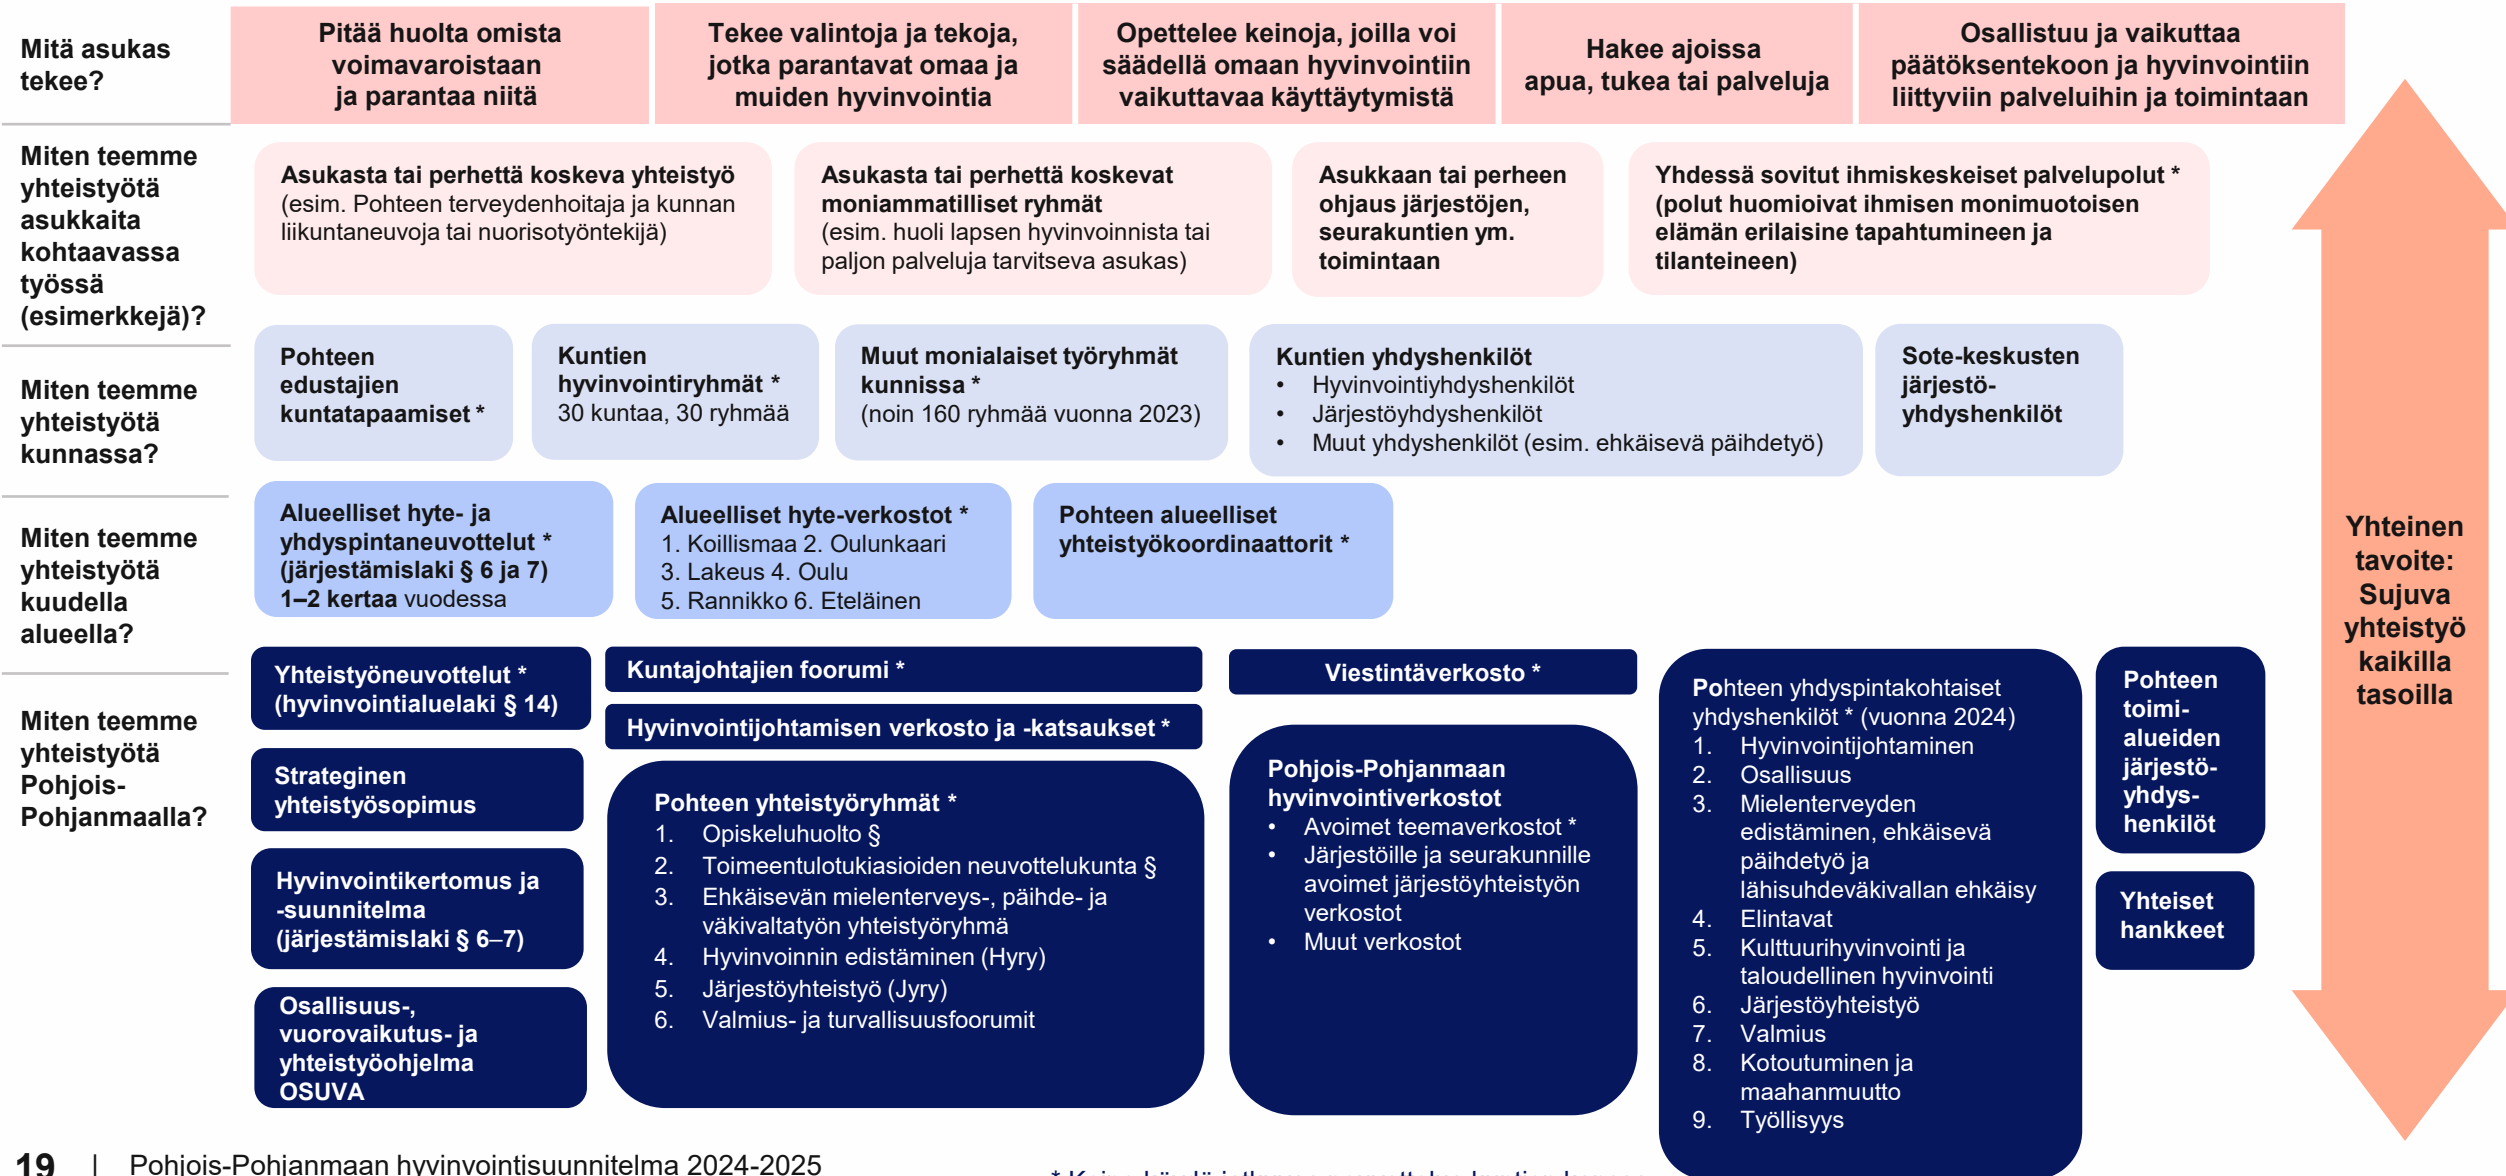 Mitä asukas
tekee?
Pitää huolta omista
voimavaroistaan
ja parantaa niitä
Tekee valintoja ja tekoja,
jotka parantavat omaa ja
muiden hyvinvointia
Opettelee keinoja, joilla voi
säädellä omaan hyvinvointiin
vaikuttavaa käyttäytymistä
Hakee ajoissa
apua, tukea tai palveluja
Osallistuu ja vaikuttaa
päätöksentekoon ja hyvinvointiin
liittyviin palveluihin ja toimintaan
Miten teemme
yhteistyötä
asukkaita
kohtaavassa
työssä
(esimerkkejä)?
Asukasta tai perhettä koskeva yhteistyö
(esim. Pohteen terveydenhoitaja ja kunnan
liikuntaneuvoja tai nuorisotyöntekijä)
Asukasta tai perhettä koskevat
moniammatilliset ryhmät
(esim. huoli lapsen hyvinvoinnista tai
paljon palveluja tarvitseva asukas)
Asukkaan tai perheen
ohjaus järjestöjen,
seurakuntien ym.
toimintaan
Yhdessä sovitut ihmiskeskeiset palvelupolut *
(polut huomioivat ihmisen monimuotoisen
elämän erilaisine tapahtumineen ja
tilanteineen)
Miten teemme
yhteistyötä
kunnassa?
Pohteen
edustajien
kuntatapaamiset *
Kuntien
hyvinvointiryhmät *
30 kuntaa, 30 ryhmää
Muut monialaiset työryhmät
kunnissa *
(noin 160 ryhmää vuonna 2023)
Kuntien yhdyshenkilöt
• Hyvinvointiyhdyshenkilöt
• Järjestöyhdyshenkilöt
• Muut yhdyshenkilöt (esim. ehkäisevä päihdetyö)
Sote-keskusten
järjestö-
yhdyshenkilöt
Miten teemme
yhteistyötä
kuudella
alueella?
Alueelliset hyte- ja
yhdyspintaneuvottelut *
(järjestämislaki § 6 ja 7)
1–2 kertaa vuodessa
Alueelliset hyte-verkostot *
1. Koillismaa 2. Oulunkaari
3. Lakeus 4. Oulu
5. Rannikko 6. Eteläinen
Pohteen alueelliset
yhteistyökoordinaattorit *
Miten teemme
yhteistyötä
Pohjois-
Pohjanmaalla?
Yhteistyöneuvottelut *
(hyvinvointialuelaki § 14)
Strateginen
yhteistyösopimus
Hyvinvointikertomus ja
-suunnitelma
(järjestämislaki § 6–7)
Osallisuus-,
vuorovaikutus- ja
yhteistyöohjelma
OSUVA
Kuntajohtajien foorumi *
Hyvinvointijohtamisen verkosto ja -katsaukset *
Pohteen yhteistyöryhmät *
1. Opiskeluhuolto §
2. Toimeentulotukiasioiden neuvottelukunta §
3. Ehkäisevän mielenterveys-, päihde- ja
väkivaltatyön yhteistyöryhmä
4. Hyvinvoinnin edistäminen (Hyry)
5. Järjestöyhteistyö (Jyry)
6. Valmius- ja turvallisuusfoorumit
Viestintäverkosto *
Pohjois-Pohjanmaan
hyvinvointiverkostot
• Avoimet teemaverkostot *
• Järjestöille ja seurakunnille
avoimet järjestöyhteistyön
verkostot
• Muut verkostot
Pohteen yhdyspintakohtaiset
yhdyshenkilöt * (vuonna 2024)
1. Hyvinvointijohtaminen
2. Osallisuus
3. Mielenterveyden
edistäminen, ehkäisevä
päihdetyö ja
lähisuhdeväkivallan ehkäisy
4. Elintavat
5. Kulttuurihyvinvointi ja
taloudellinen hyvinvointi
6. Järjestöyhteistyö
7. Valmius
8. Kotoutuminen ja
maahanmuutto
9. Työllisyys
Pohteen
toimi-
alueiden
järjestö-
yhdys-
henkilöt
Yhteiset
hankkeet
Yhteinen
tavoite:
Sujuva
yhteistyö
kaikilla
tasoilla
19 | Pohjois-Pohjanmaan hyvinvointisuunnitelma 2024-2025